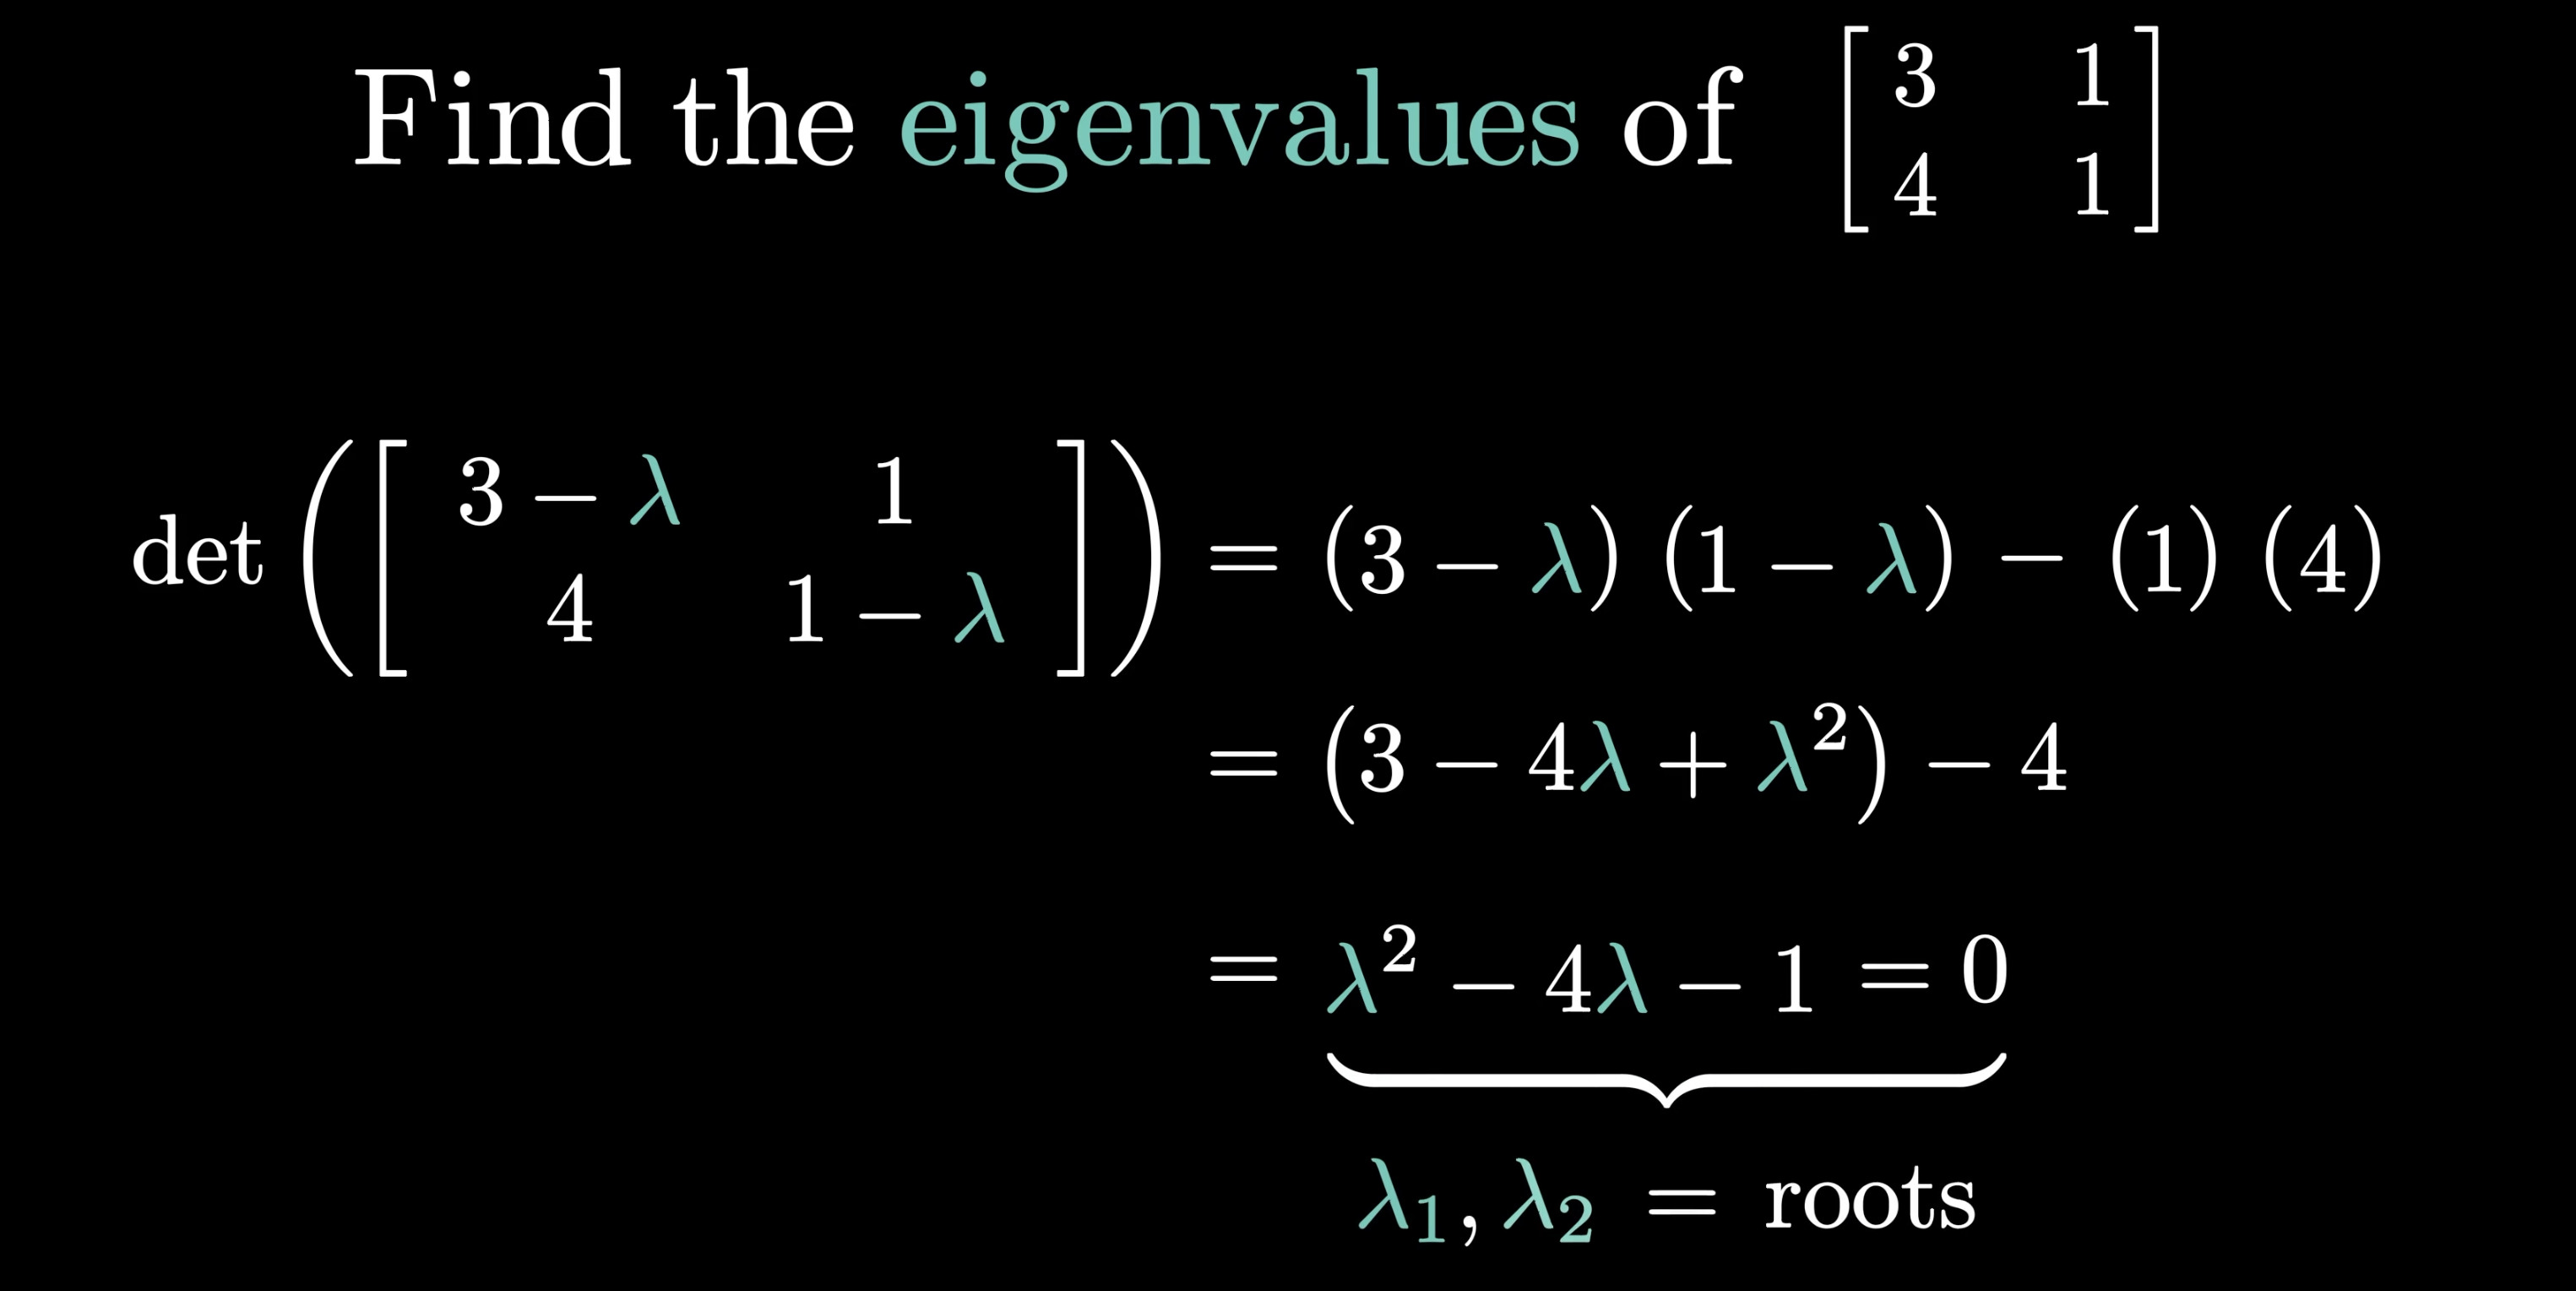 Find the eigenvalues of [3 1; 4 1]
det([3 − λ 1; 4 1 − λ]) = (3 − λ) (1 − λ) − (1) (4)
= (3 − 4λ + λ²) − 4
= λ² − 4λ − 1 = 0
λ₁, λ₂ = roots